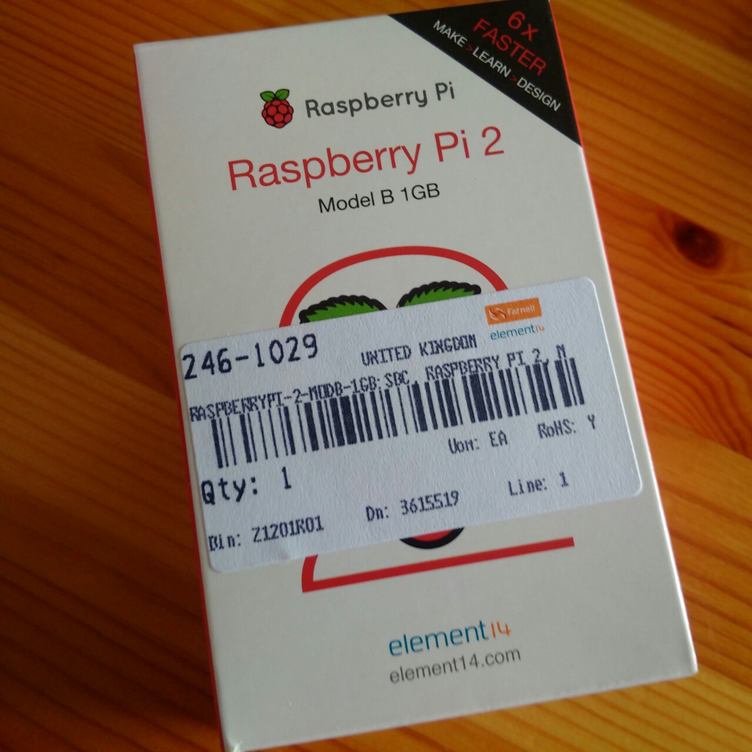 6x
FASTER
MAKE > LEARN > DESIGN
Raspberry Pi
Raspberry Pi 2
Model B 1GB
Farnell
element14
246-1029
UNITED KINGDOM
RASPBERRYPI-2-MODB-1GB:SBC, RASPBERRY PI 2, M
Uom: EA RoHS: Y
Qty: 1
Bin: Z1201R01 Dn: 3615519 Line: 1
element14
element14.com